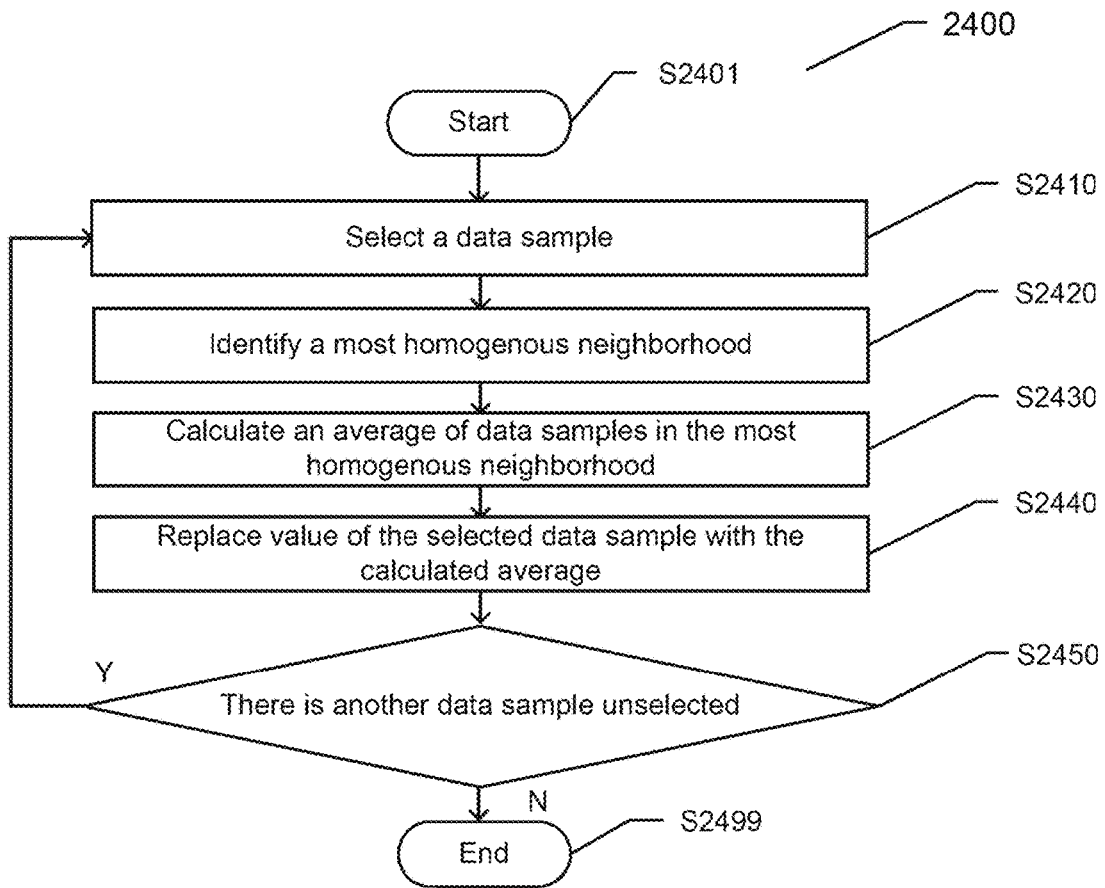 2400
S2401
Start
S2410
Select a data sample
S2420
Identify a most homogenous neighborhood
S2430
Calculate an average of data samples in the most
homogenous neighborhood
S2440
Replace value of the selected data sample with the
calculated average
S2450
Y
There is another data sample unselected
N
S2499
End